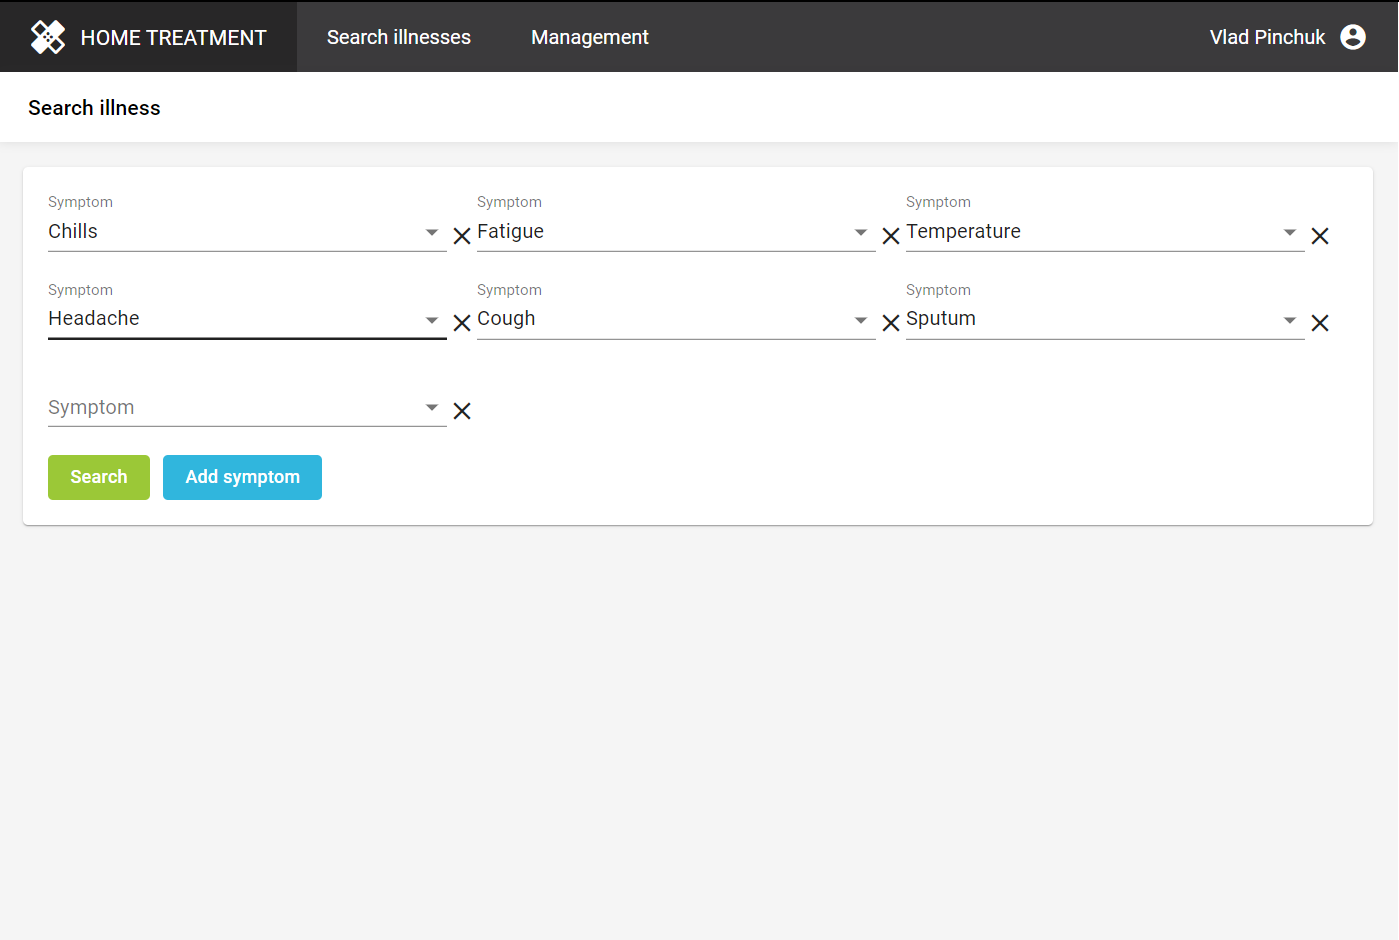 HOME TREATMENT Search illnesses Management Vlad Pinchuk
Search illness
Symptom Symptom Symptom
Chills Fatigue Temperature
Symptom Symptom Symptom
Headache Cough Sputum
Symptom
Search Add symptom